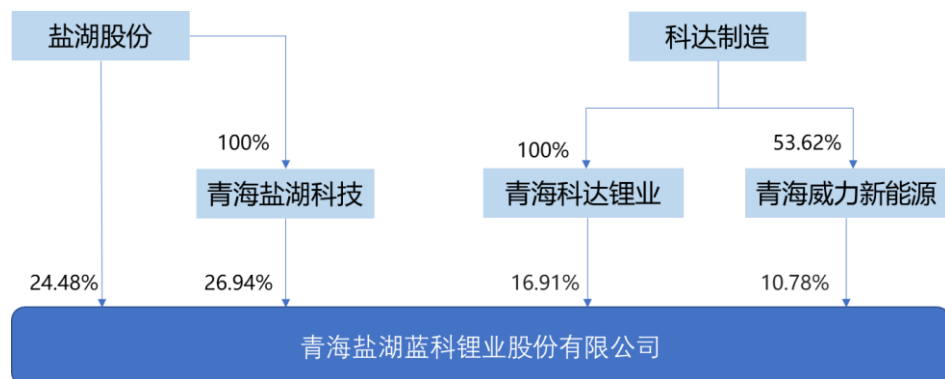 盐湖股份
科达制造
100%
100%
53.62%
青海盐湖科技
青海科达锂业
青海威力新能源
24.48%
26.94%
16.91%
10.78%
青海盐湖蓝科锂业股份有限公司